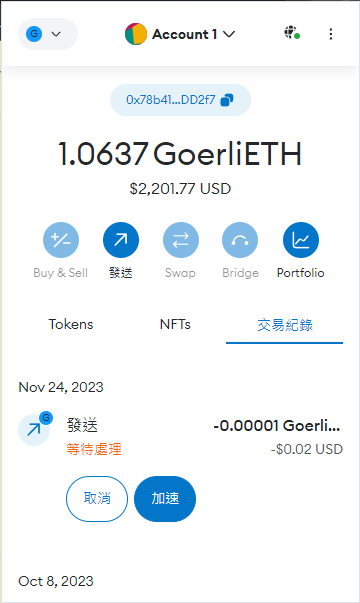 G
Account 1
0x78b41...DD2f7
1.0637 GoerliETH
$2,201.77 USD
Buy & Sell 發送 Swap Bridge Portfolio
Tokens NFTs 交易紀錄
Nov 24, 2023
G
發送 -0.00001 Goerli...
等待處理 -$0.02 USD
取消 加速
Oct 8, 2023